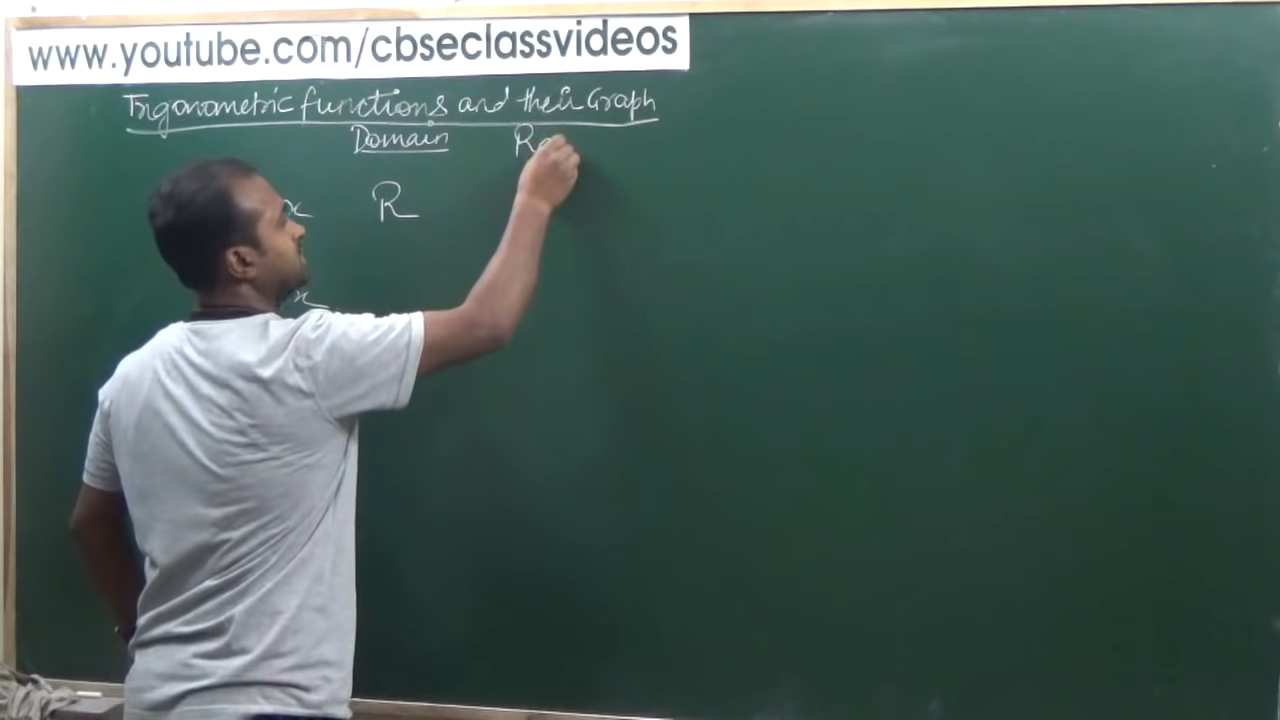 www.youtube.com/cbseclassvideos
Trigonometric functions and their Graph
Domain
x R
x